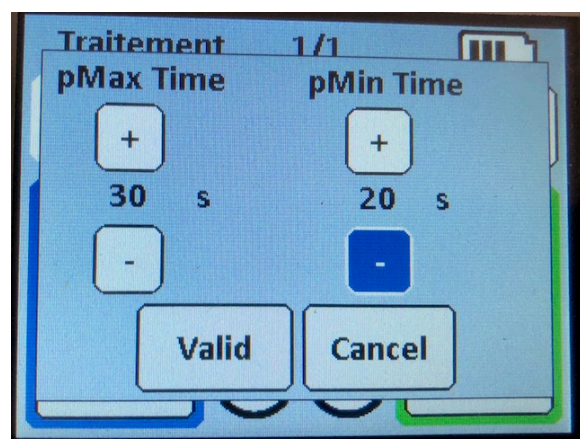 Traitement 1/1
pMax Time pMin Time
+ +
30 s 20 s
- -
Valid Cancel